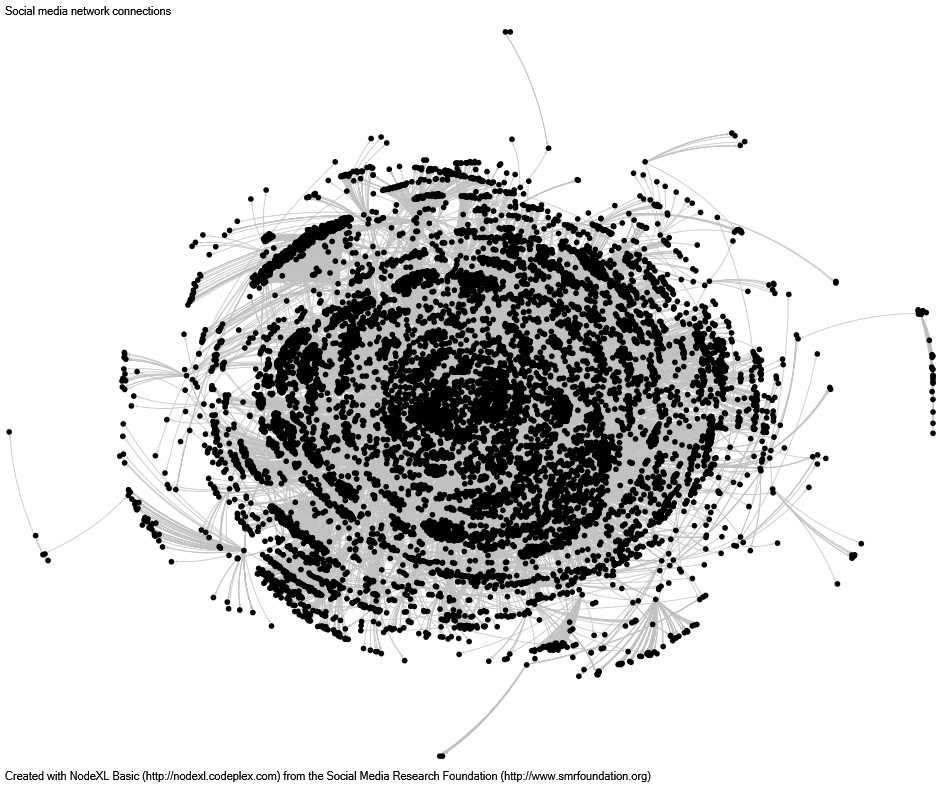 Social media network connections
Created with NodeXL Basic (http://nodexl.codeplex.com) from the Social Media Research Foundation (http://www.smrfoundation.org)